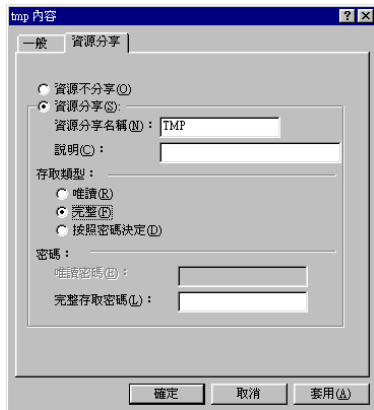 tmp 內容
一般 資源分享
資源不分享(O)
資源分享(S):
資源分享名稱(N)： TMP
說明(C)：
存取類型：
唯讀(R)
完整(F)
按照密碼決定(D)
密碼：
唯讀密碼(E)：
完整存取密碼(L)：
確定 取消 套用(A)